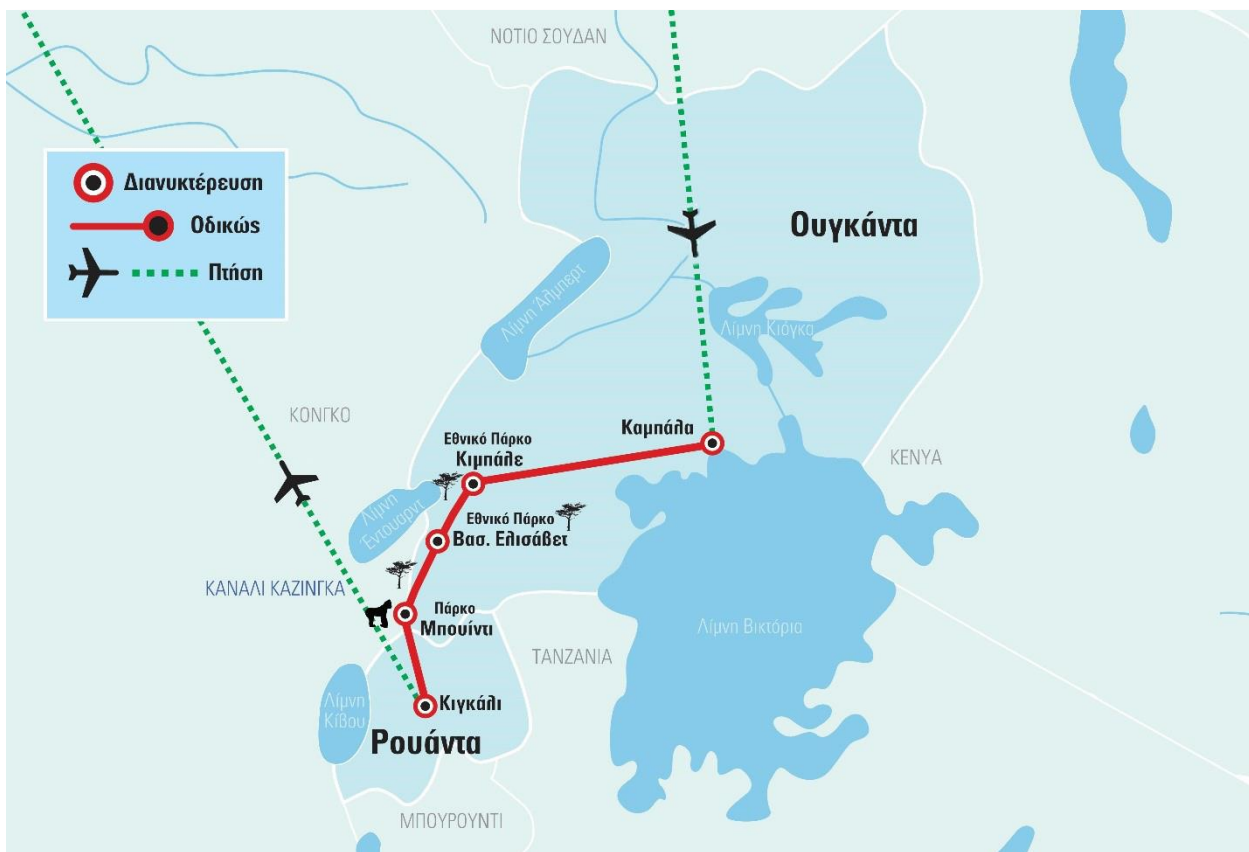 ΝΟΤΙΟ ΣΟΥΔΑΝ
Διανυκτέρευση
Οδικώς
Πτήση
Ουγκάντα
Λίμνη Άλμπερτ
Λίμνη Κιόγκα
ΚΟΝΓΚΟ
Καμπάλα
Εθνικό Πάρκο
Κιμπάλε
ΚΕΝΥΑ
Λίμνη
Έντουαρντ
Εθνικό Πάρκο
Βασ. Ελισάβετ
ΚΑΝΑΛΙ ΚΑΖΙΝΓΚΑ
Πάρκο
Μπουίντι
Λίμνη Βικτόρια
ΤΑΝΖΑΝΙΑ
Λίμνη
Κίβου
Κιγκάλι
Ρουάντα
ΜΠΟΥΡΟΥΝΤΙ